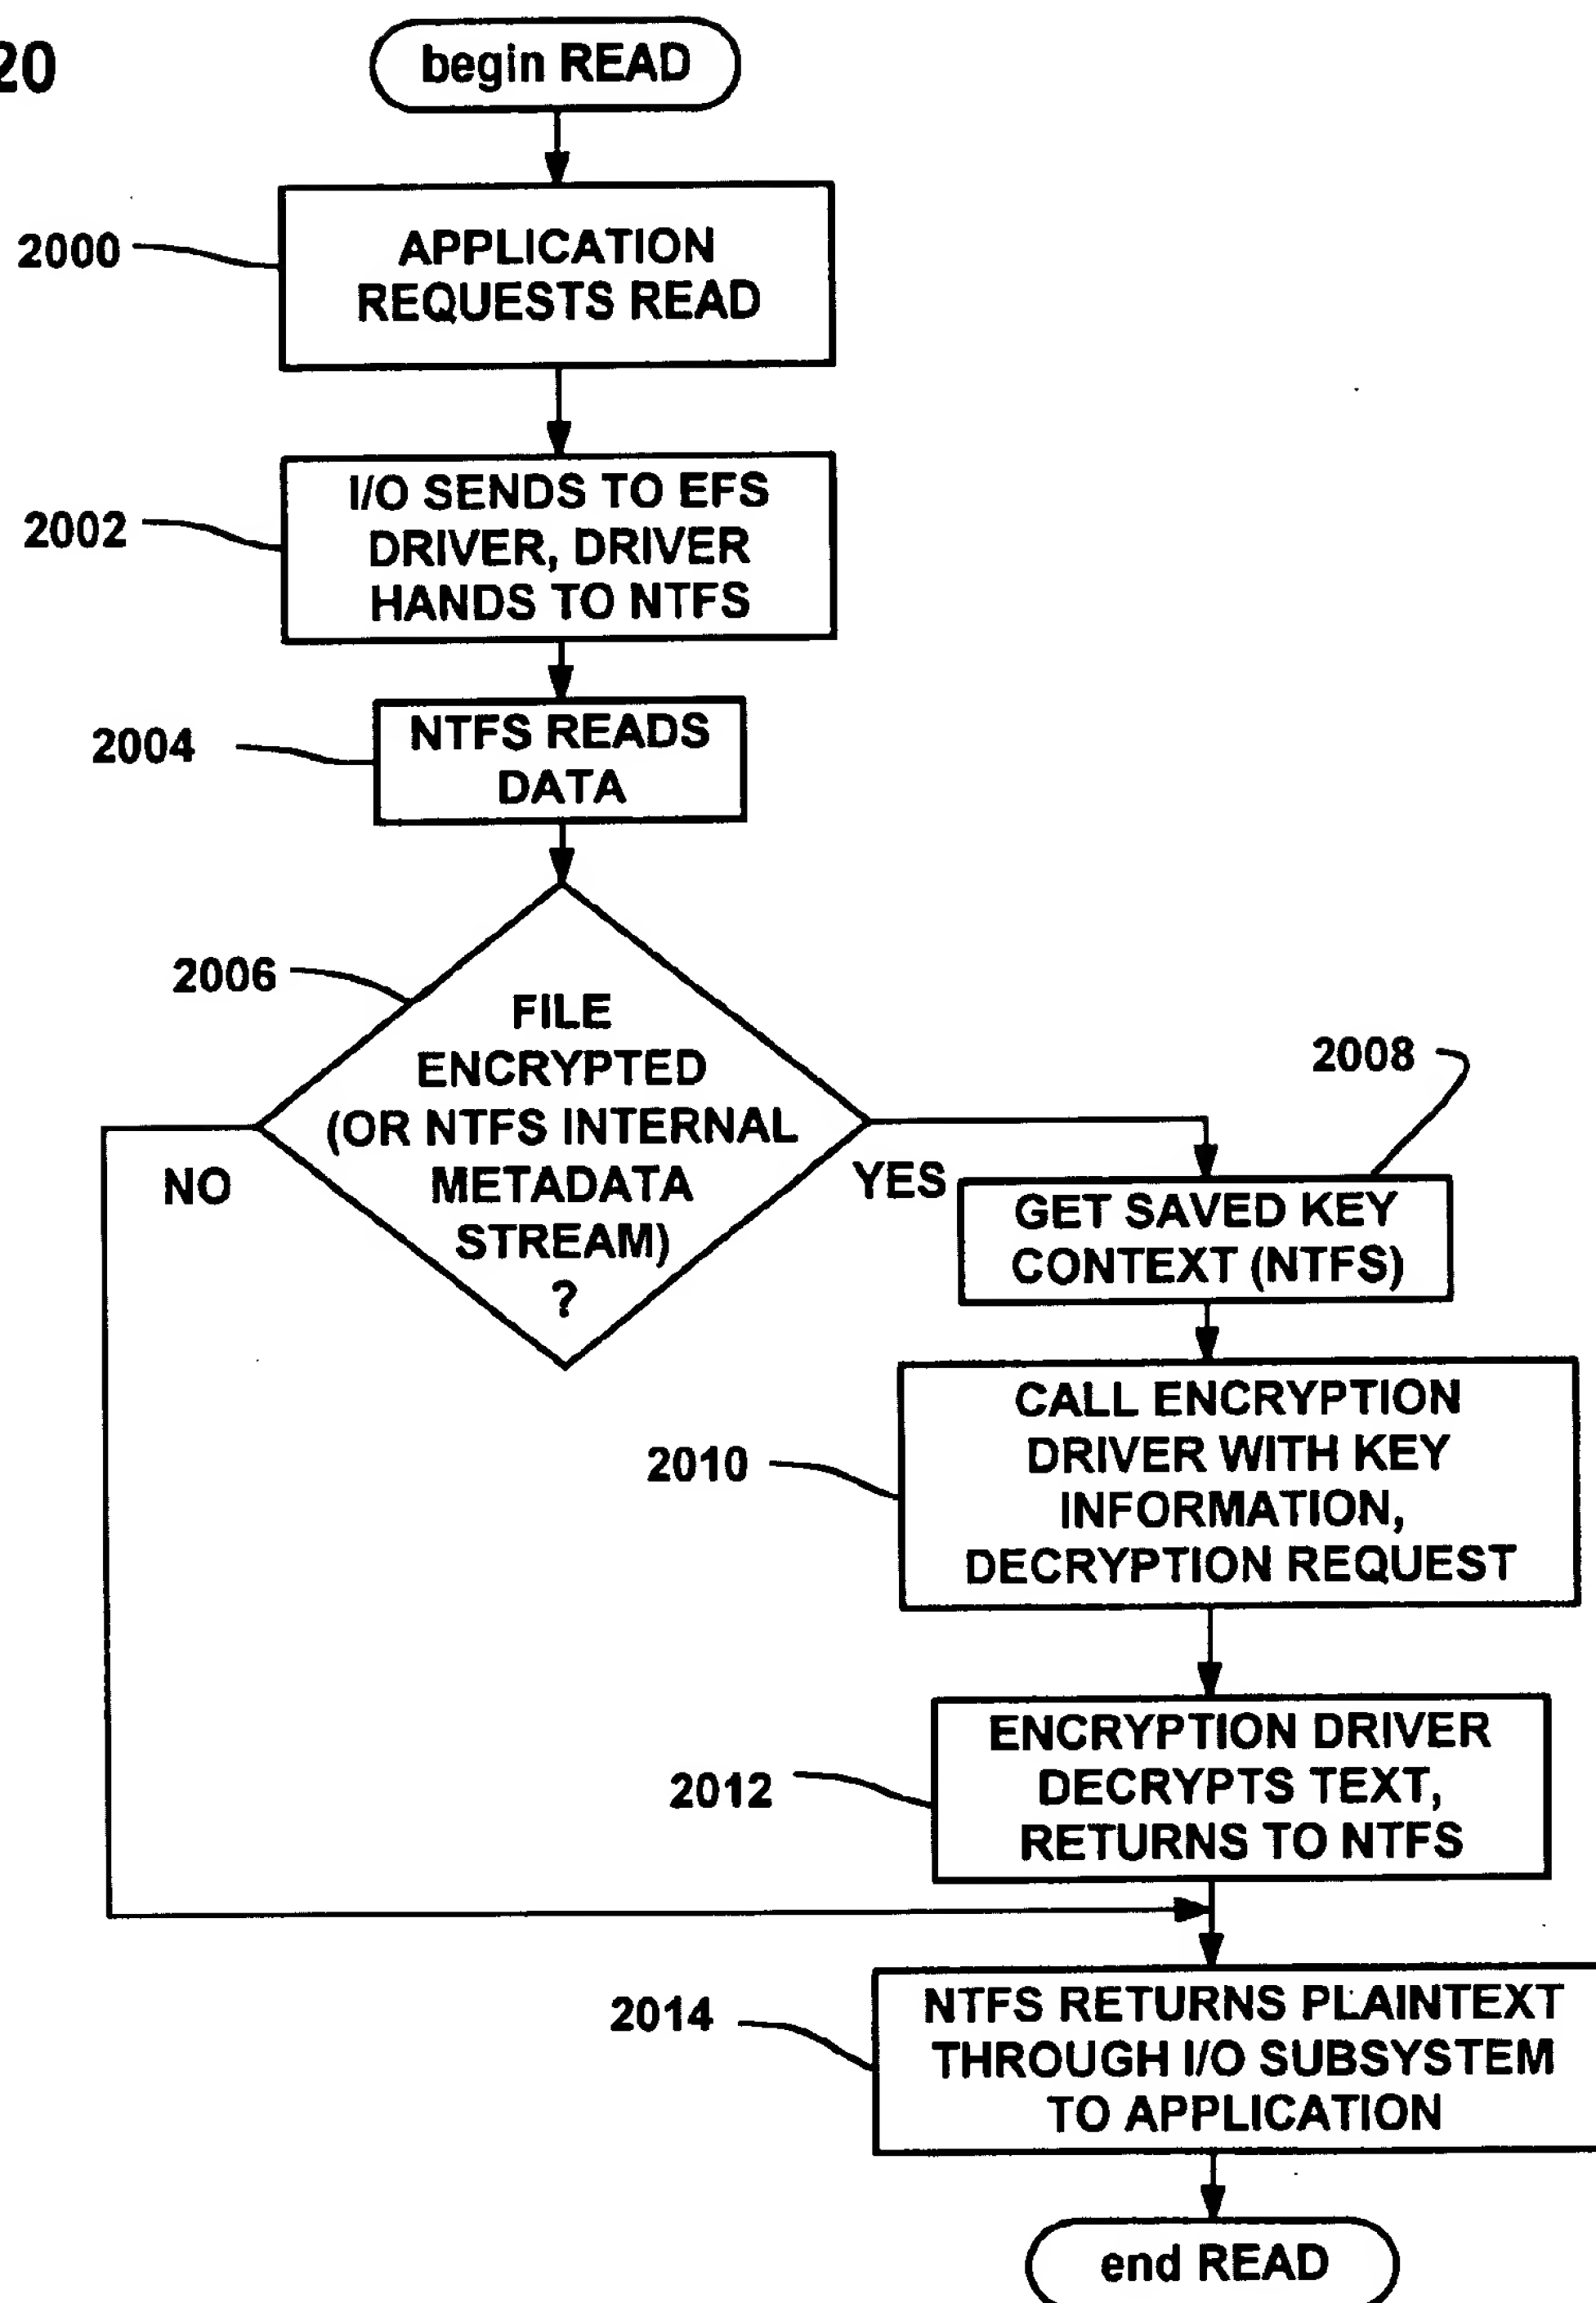 20
begin READ
2000
APPLICATION
REQUESTS READ
2002
I/O SENDS TO EFS
DRIVER, DRIVER
HANDS TO NTFS
2004
NTFS READS
DATA
2006
FILE
ENCRYPTED
(OR NTFS INTERNAL
METADATA
STREAM)
?
NO
YES
2008
GET SAVED KEY
CONTEXT (NTFS)
2010
CALL ENCRYPTION
DRIVER WITH KEY
INFORMATION,
DECRYPTION REQUEST
2012
ENCRYPTION DRIVER
DECRYPTS TEXT,
RETURNS TO NTFS
2014
NTFS RETURNS PLAINTEXT
THROUGH I/O SUBSYSTEM
TO APPLICATION
end READ